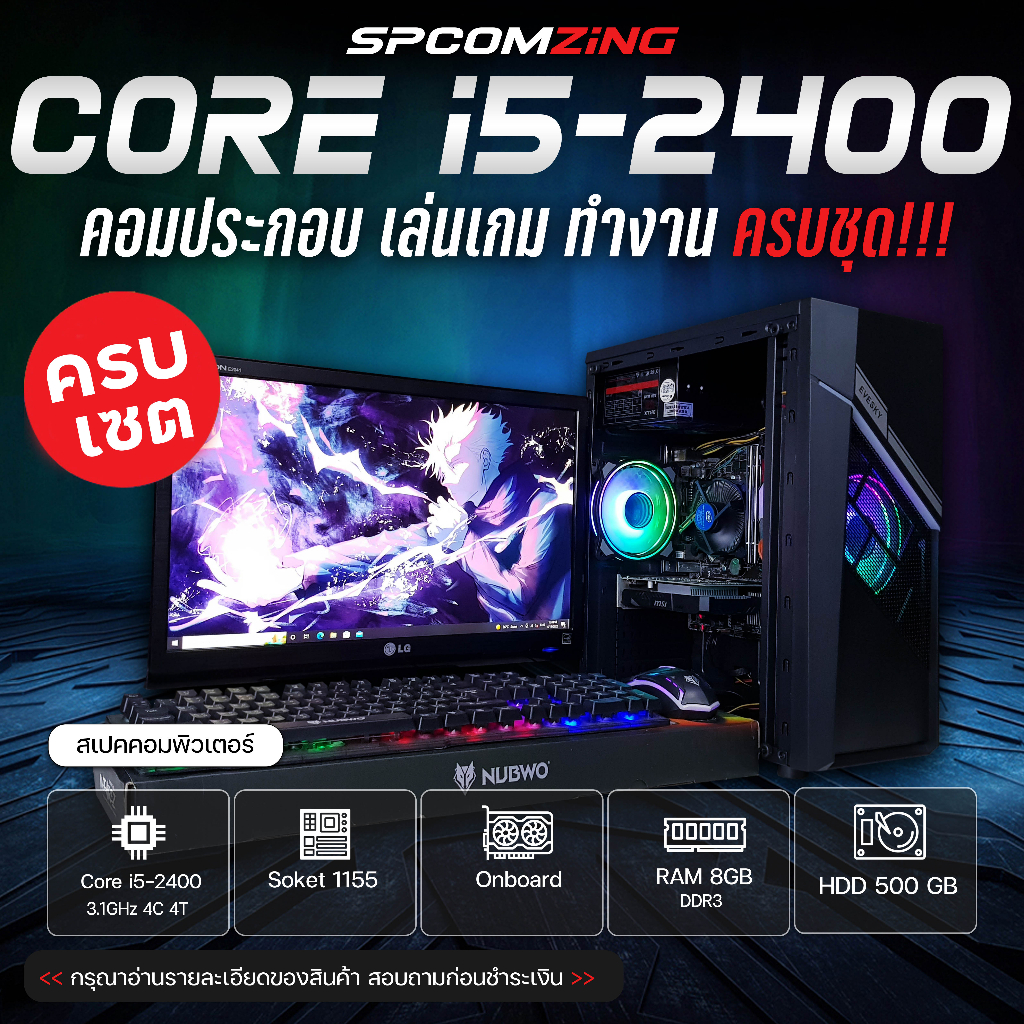 SPCOMZiNG
CORE i5-2400
คอมประกอบ เล่นเกม ทำงาน ครบชุด!!!
ครบ
เซต
EVESKY
LG
msi
สเปคคอมพิวเตอร์
NUBWO
Core i5-2400
3.1GHz 4C 4T
Soket 1155
Onboard
RAM 8GB
DDR3
HDD 500 GB
<< กรุณาอ่านรายละเอียดของสินค้า สอบถามก่อนชำระเงิน >>